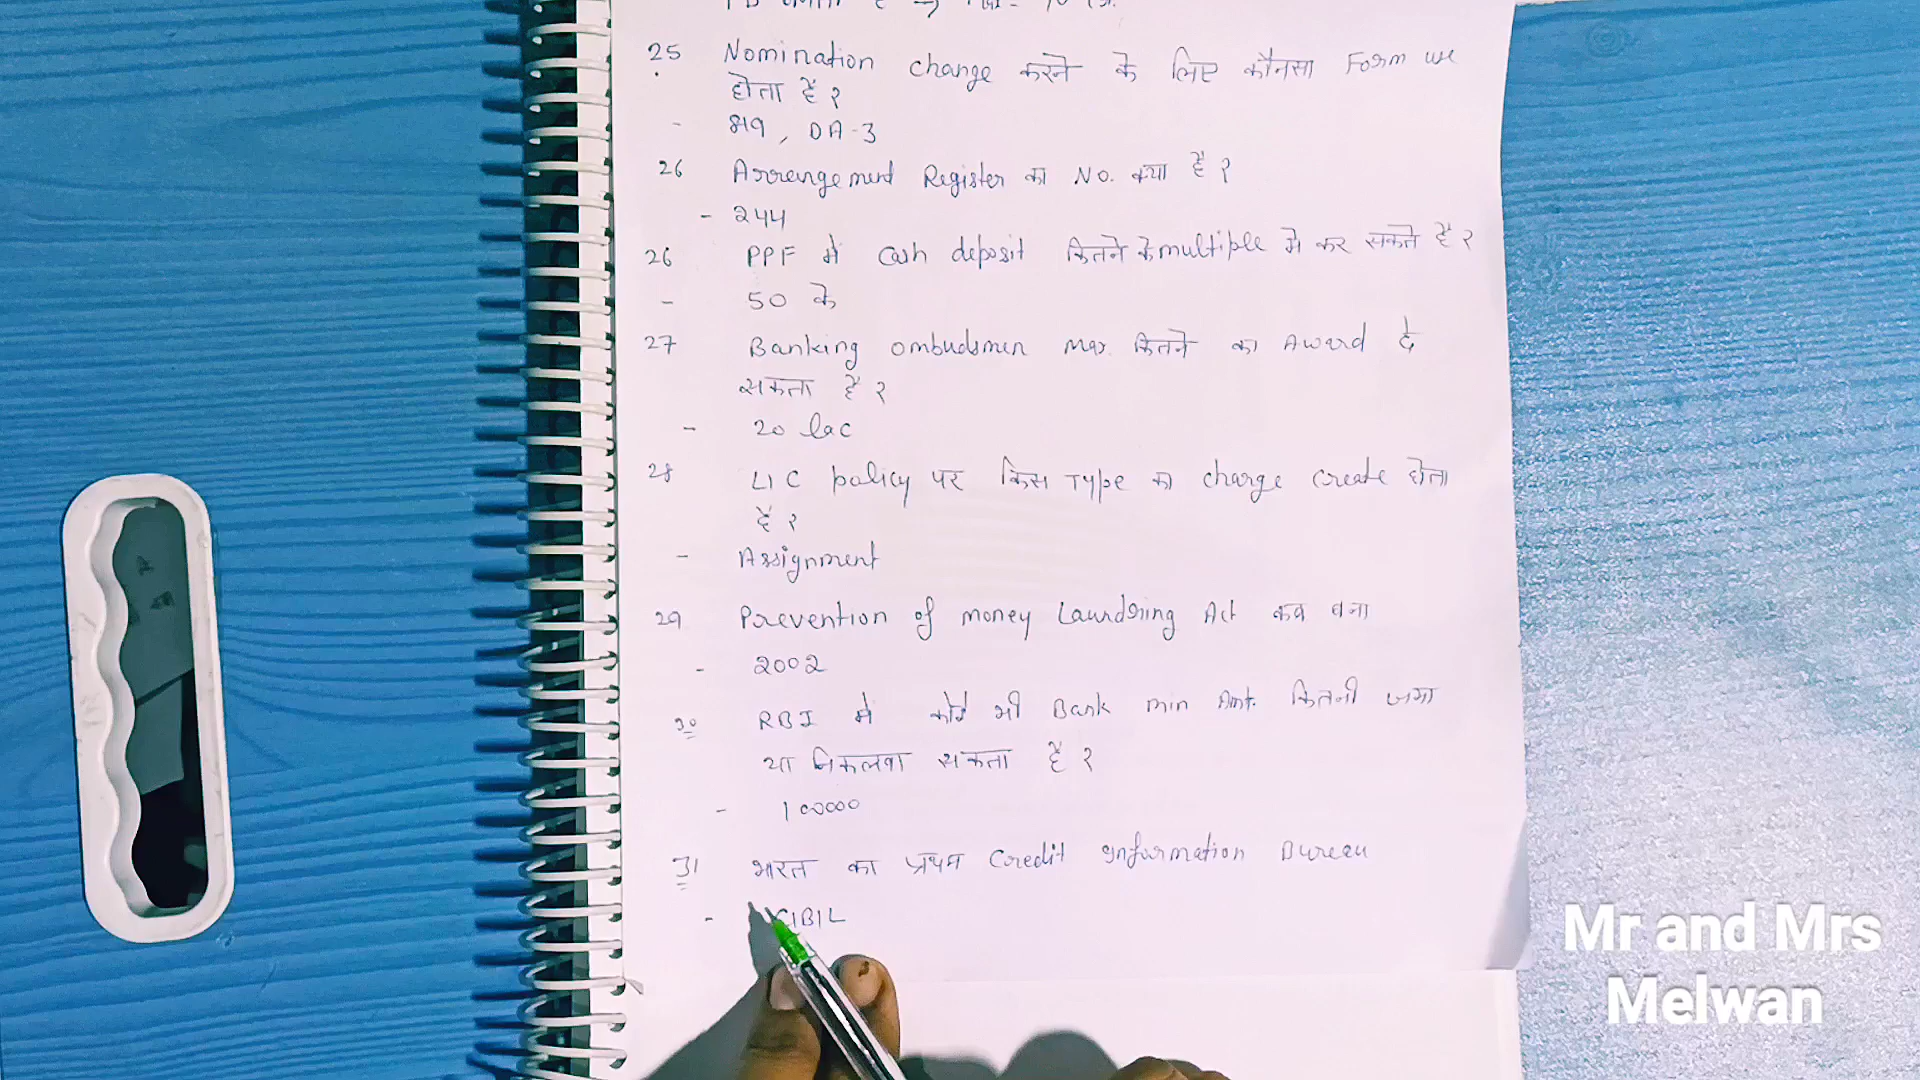 25 Nomination change करने के लिए कौनसा Form use
होता है ?
- 819, DA-3
26 Arrangement Register का No. क्या है ?
- 244
26 PPF मे Cash deposit कितने के multiple मे कर सकते है ?
- 50 के
27 Banking ombudsmen max. कितने का Award दे
सकता है ?
- 20 lac
28 LIC policy पर किस Type का charge create होता
है ?
- Assignment
29 Prevention of money Laundring Act कब बना
- 2002
30 RBI मे कोई भी Bank min Amt. कितनी जमा
या निकलवा सकता है ?
- 100000
31 भारत का प्रथम Credit Information Bureau
- CIBIL
Mr and Mrs
Melwan